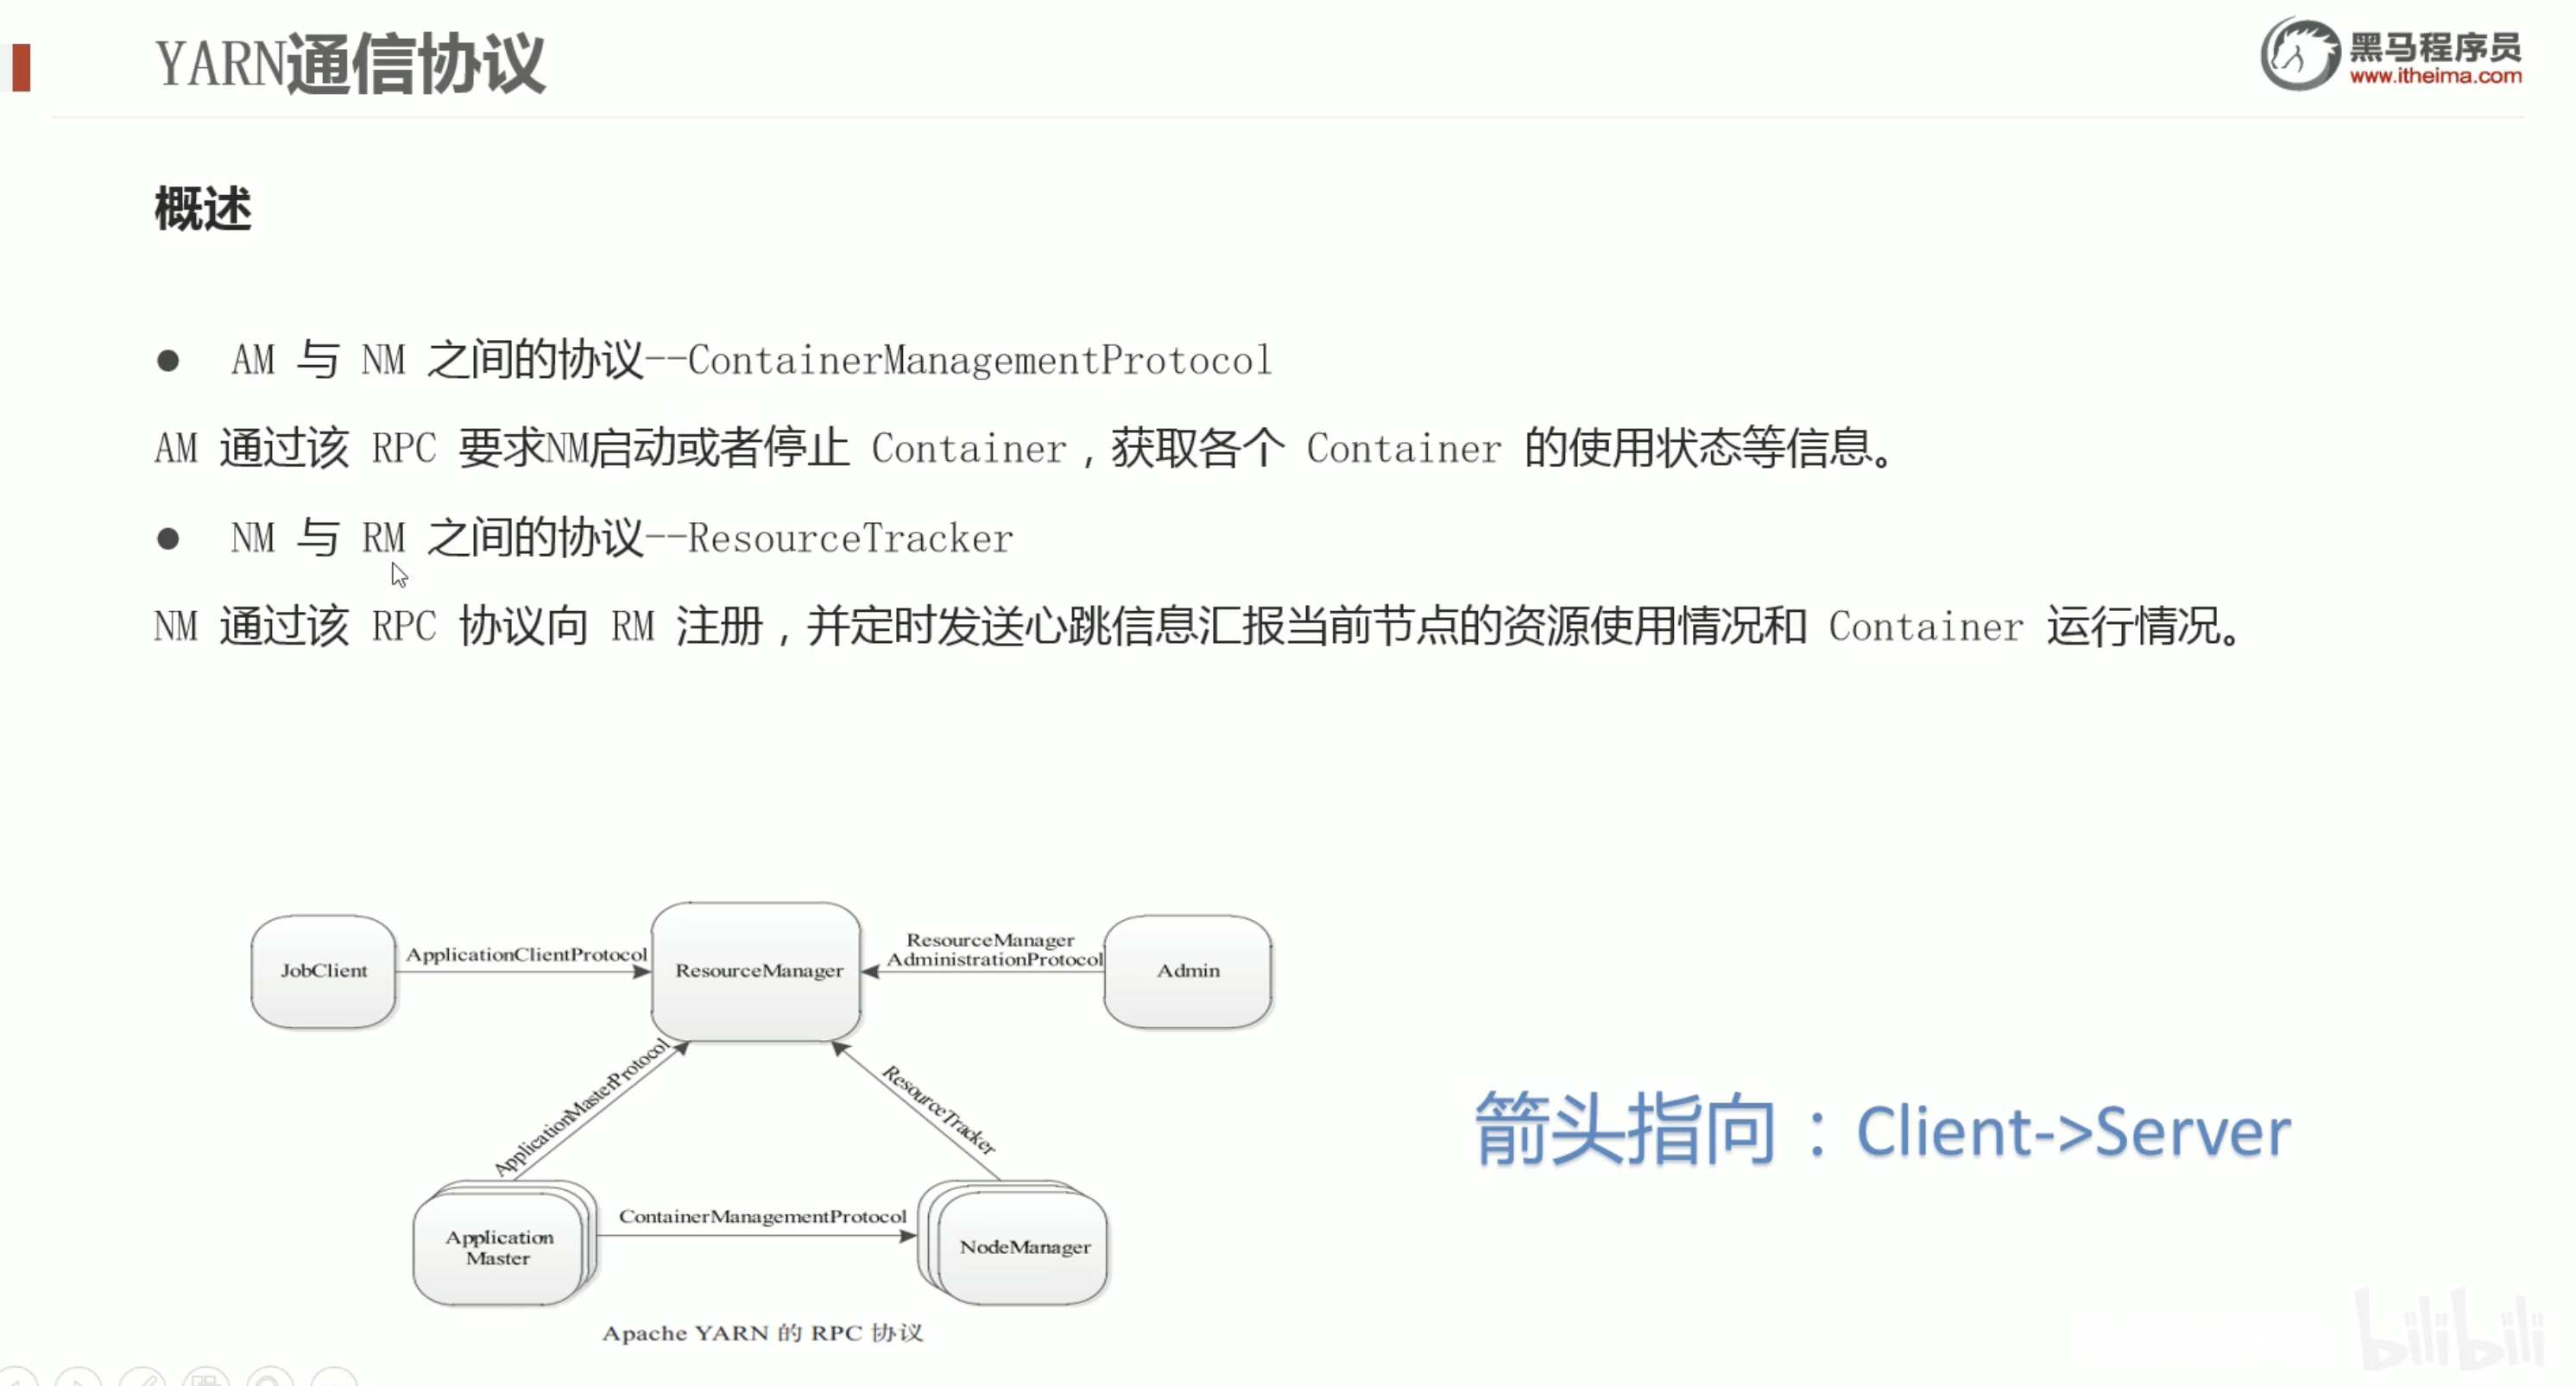 YARN通信协议
黑马程序员
www.itheima.com
概述
● AM 与 NM 之间的协议--ContainerManagementProtocol
AM 通过该 RPC 要求NM启动或者停止 Container，获取各个 Container 的使用状态等信息。
● NM 与 RM 之间的协议--ResourceTracker
NM 通过该 RPC 协议向 RM 注册，并定时发送心跳信息汇报当前节点的资源使用情况和 Container 运行情况。
JobClient
ApplicationClientProtocol
ResourceManager
ResourceManager
AdministrationProtocol
Admin
ApplicationMasterProtocol
ResourceTracker
Application
Master
ContainerManagementProtocol
NodeManager
Apache YARN 的 RPC 协议
箭头指向：Client->Server
bilibili